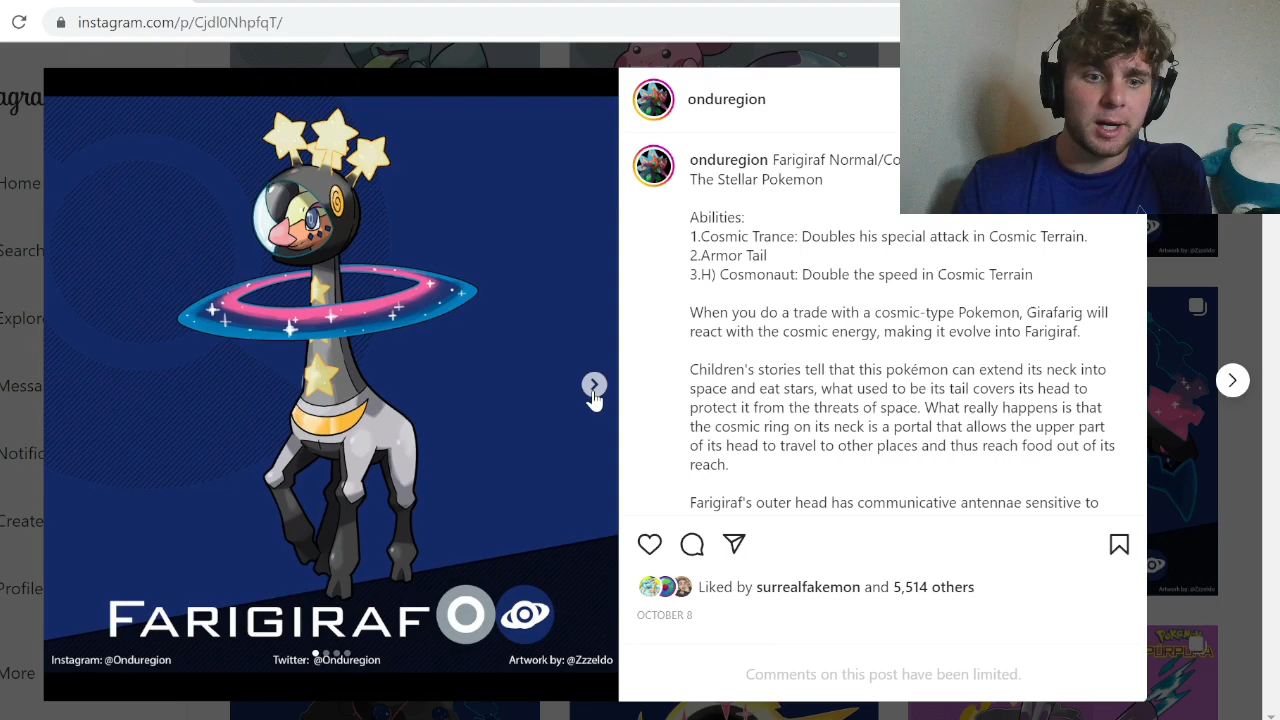 instagram.com/p/Cjdl0NhpfqT/
agra
Home
Search
Explor
Messa
Notific
Create
Profile
More
onduregion
onduregion Farigiraf Normal/Co
The Stellar Pokemon
Abilities:
1.Cosmic Trance: Doubles his special attack in Cosmic Terrain.
2.Armor Tail
3.H) Cosmonaut: Double the speed in Cosmic Terrain
When you do a trade with a cosmic-type Pokemon, Girafarig will
react with the cosmic energy, making it evolve into Farigiraf.
Children's stories tell that this pokémon can extend its neck into
space and eat stars, what used to be its tail covers its head to
protect it from the threats of space. What really happens is that
the cosmic ring on its neck is a portal that allows the upper part
of its head to travel to other places and thus reach food out of its
reach.
Farigiraf's outer head has communicative antennae sensitive to
Liked by surrealfakemon and 5,514 others
OCTOBER 8
Comments on this post have been limited.
FARIGIRAF
Instagram: @Onduregion
Twitter: @Onduregion
Artwork by: @Zzzeldo
POKÉMON
PÚRPURA